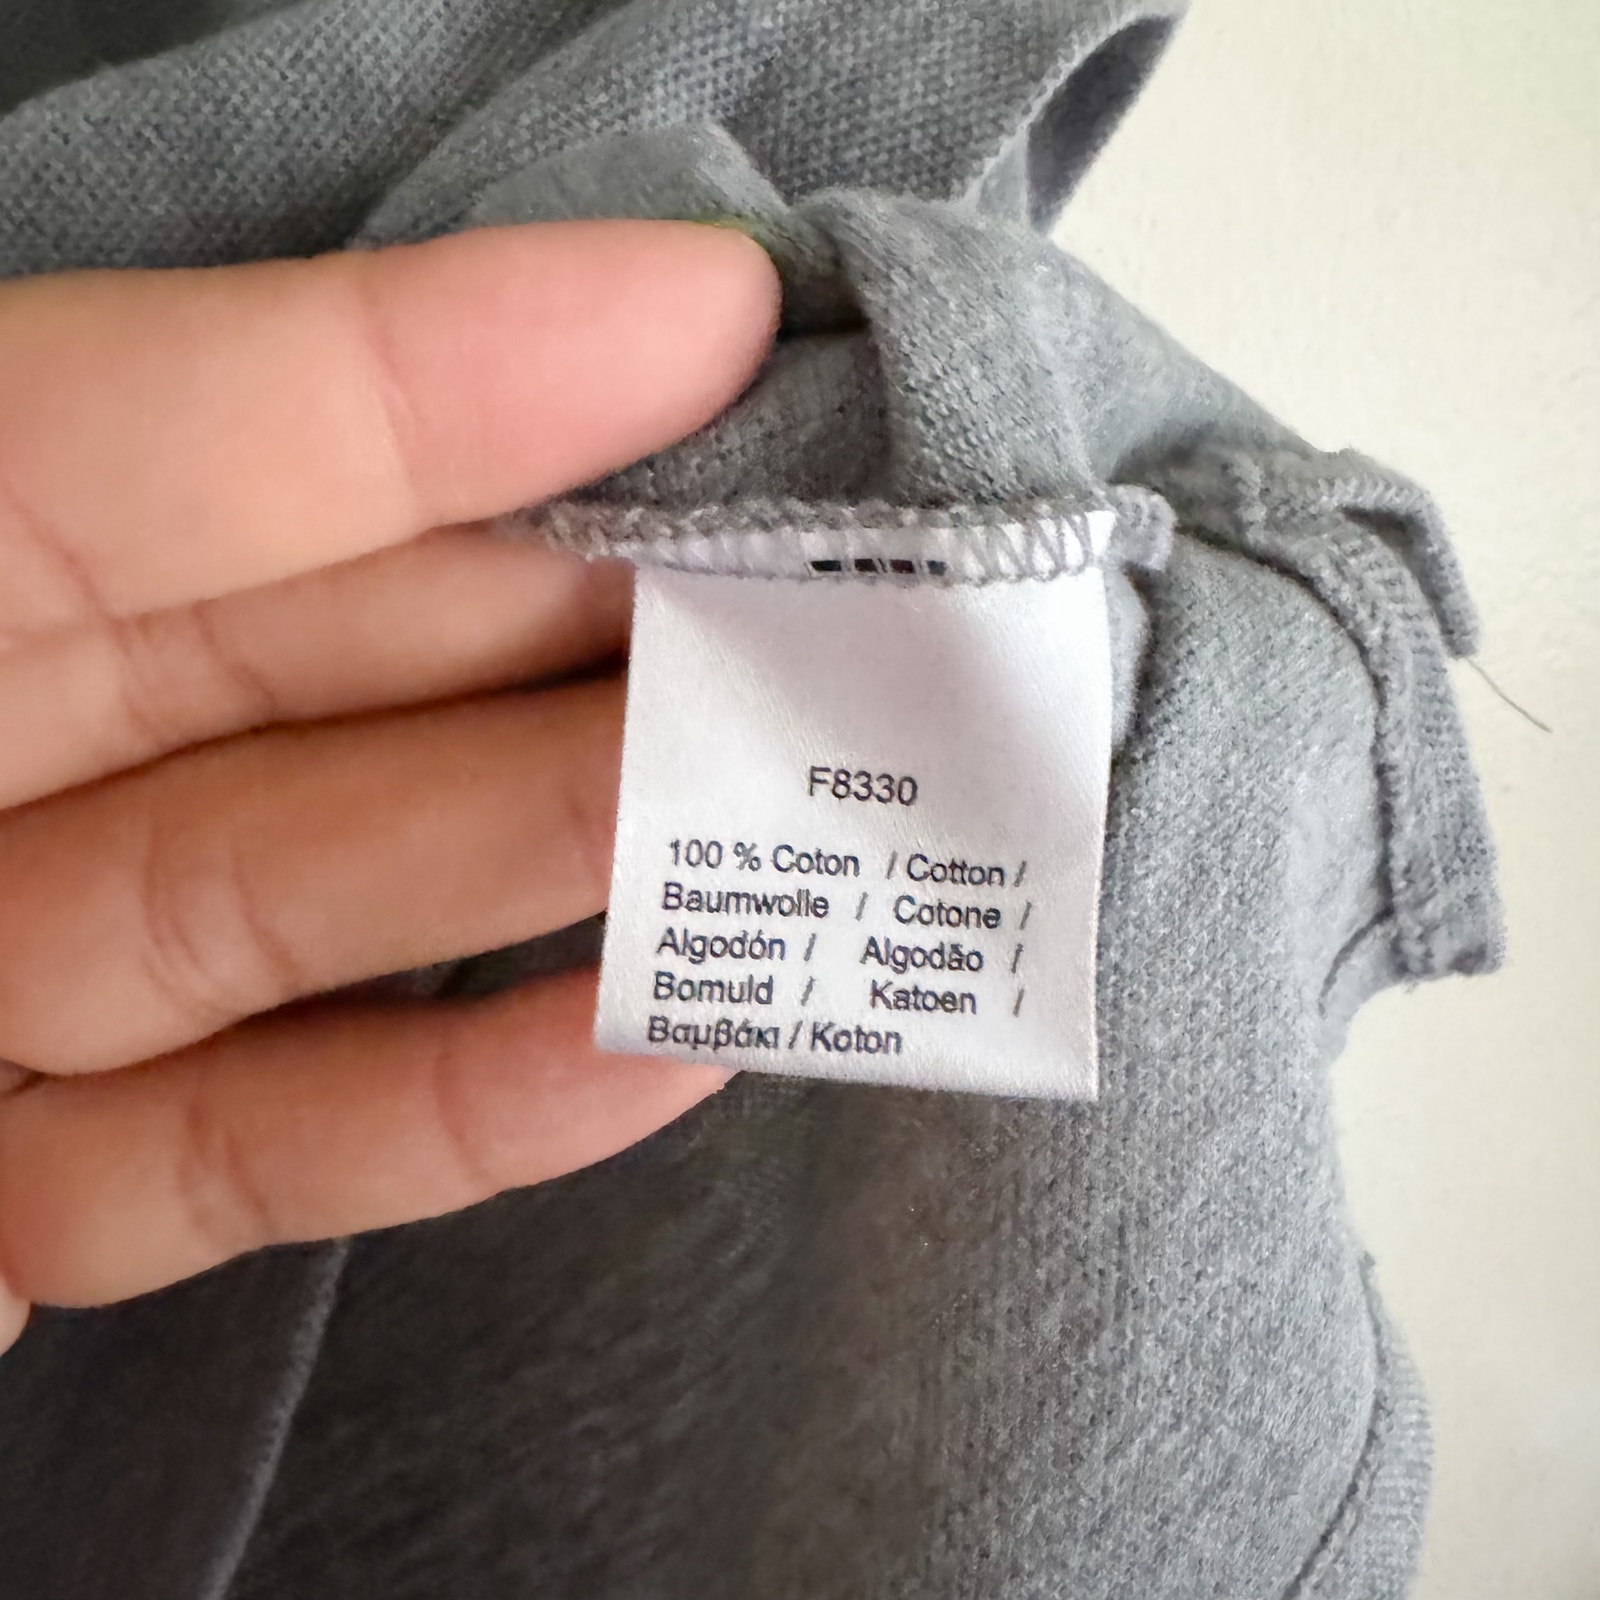 F8330
100 % Coton / Cotton /
Baumwolle / Cotone /
Algodón / Algodão /
Bomuld / Katoen /
Βαμβάκι / Koton